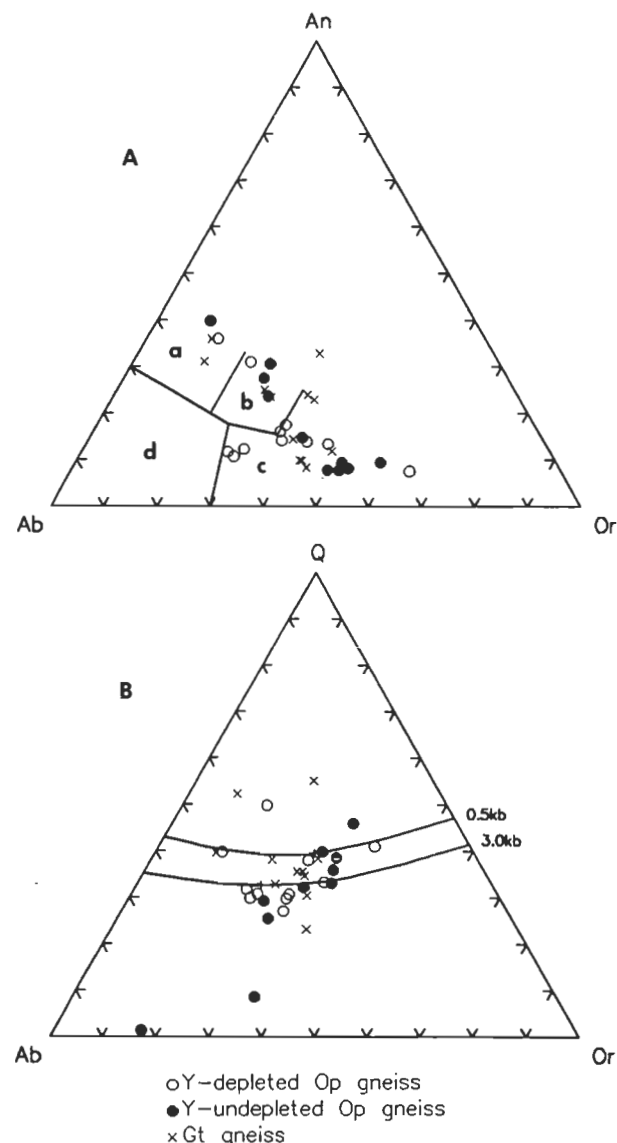 An
A
a
b
d
c
Ab
Or
Q
B
0.5kb
3.0kb
Ab
Or
○ Y-depleted Op gneiss
● Y-undepleted Op gneiss
× Gt gneiss